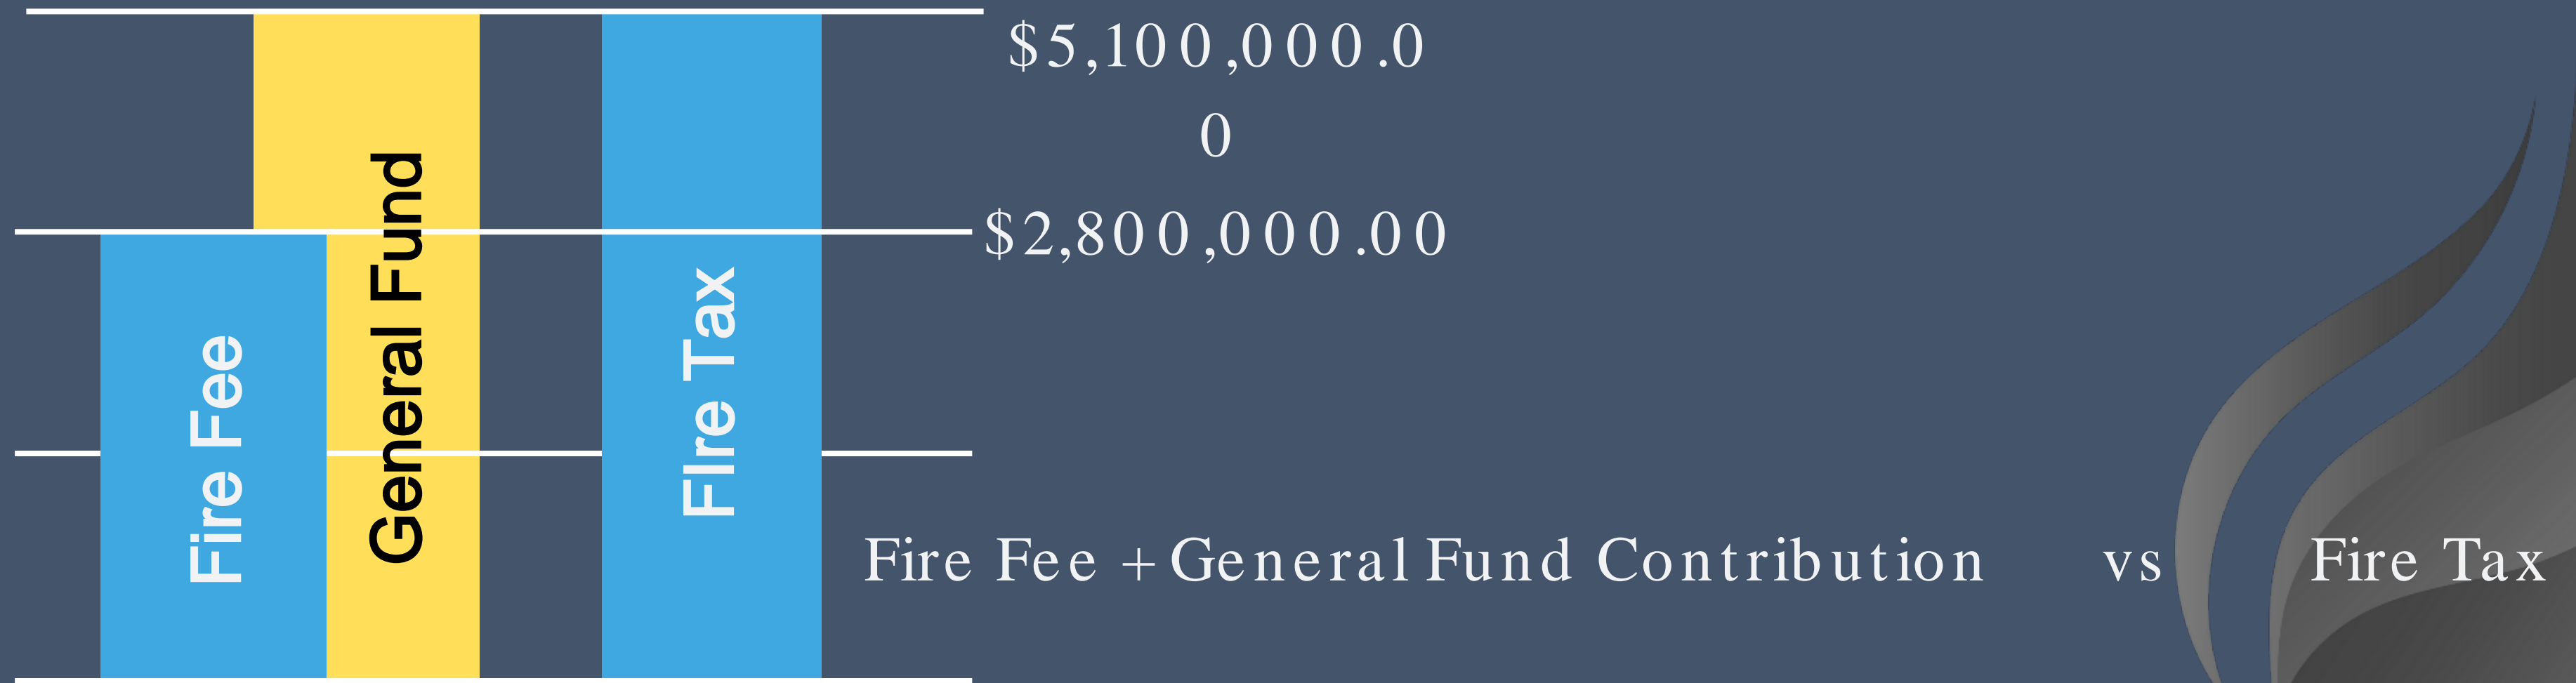 $5,100,000.0
0
$2,800,000.00
Fire Fee
General Fund
FIre Tax
Fire Fee + General Fund Contribution vs Fire Tax